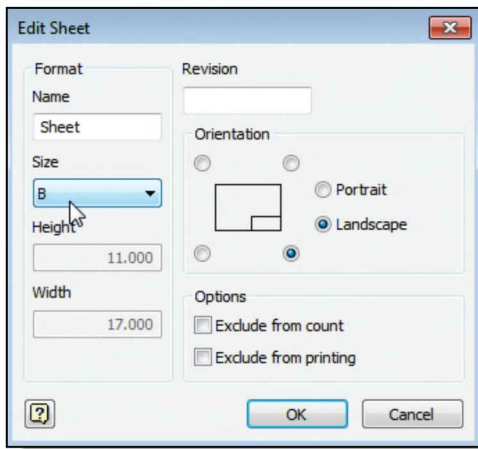 Edit Sheet
Format
Name
Sheet
Size
B
Height
11.000
Width
17.000
Revision
Orientation
Portrait
Landscape
Options
Exclude from count
Exclude from printing
OK
Cancel